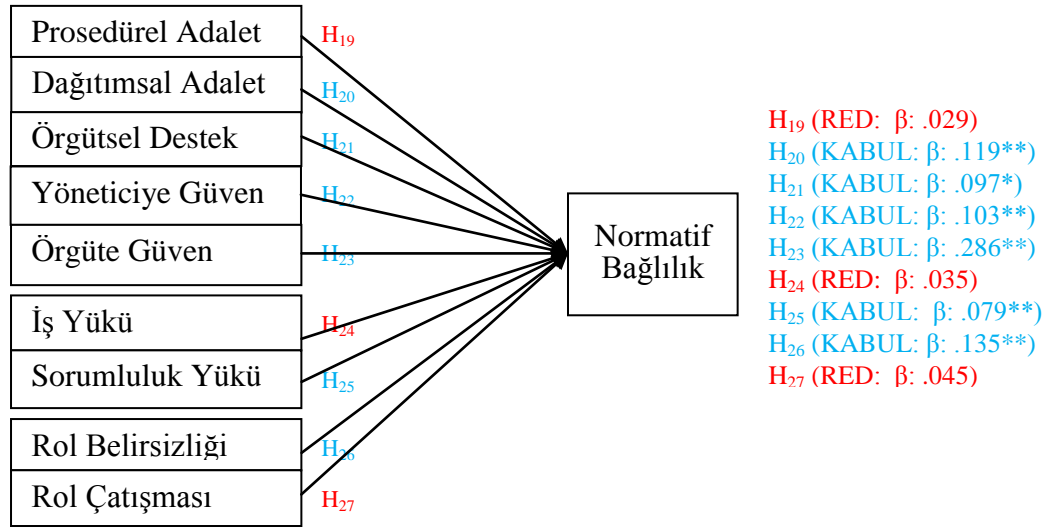 Prosedürel Adalet
Dağıtımsal Adalet
Örgütsel Destek
Yöneticiye Güven
Örgüte Güven
İş Yükü
Sorumluluk Yükü
Rol Belirsizliği
Rol Çatışması
H19
H20
H21
H22
H23
H24
H25
H26
H27
Normatif
Bağlılık
H19 (RED: β: .029)
H20 (KABUL: β: .119**)
H21 (KABUL: β: .097*)
H22 (KABUL: β: .103**)
H23 (KABUL: β: .286**)
H24 (RED: β: .035)
H25 (KABUL: β: .079**)
H26 (KABUL: β: .135**)
H27 (RED: β: .045)